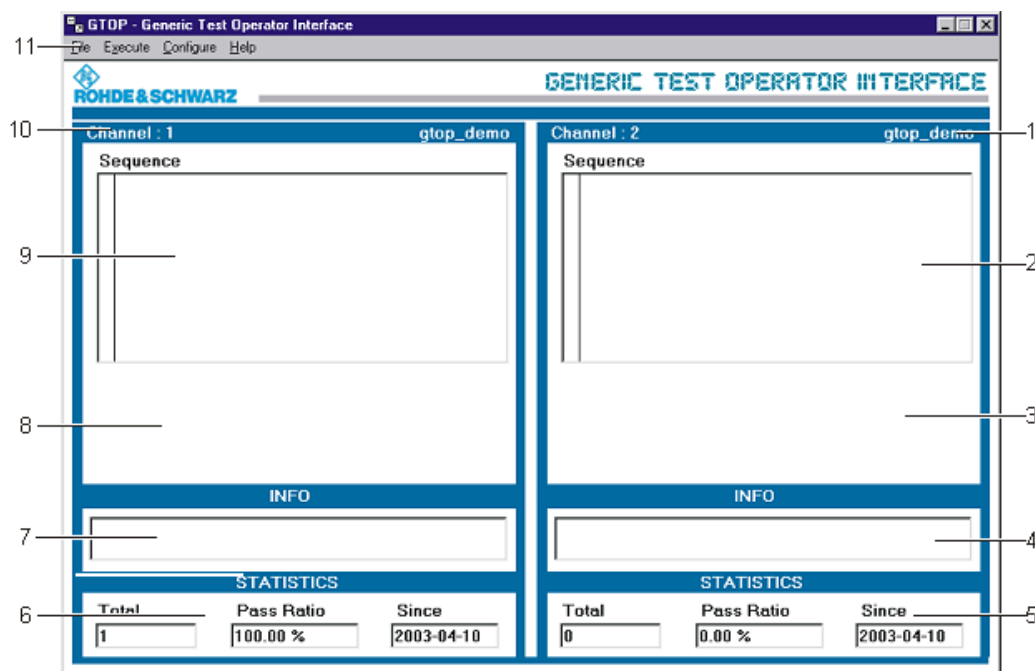 GTOP - Generic Test Operator Interface
11 File Execute Configure Help
ROHDE & SCHWARZ GENERIC TEST OPERATOR INTERFACE
10 Channel : 1 gtop_demo Channel : 2 gtop_demo 1
Sequence Sequence
9 2
8 3
INFO INFO
7 4
STATISTICS STATISTICS
6 Total Pass Ratio Since Total Pass Ratio Since 5
1 100.00 % 2003-04-10 0 0.00 % 2003-04-10